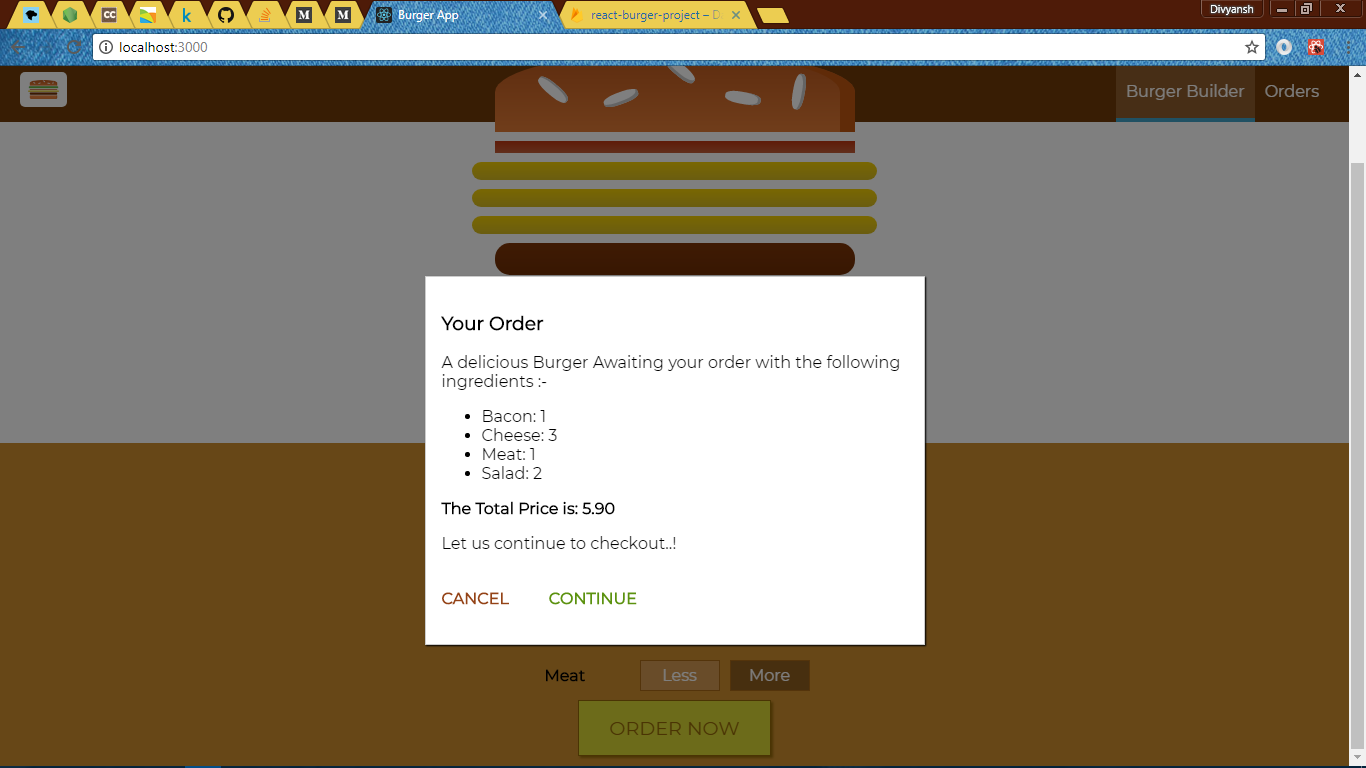 Divyansh
CC
k
M
M
Burger App
react-burger-project – D
localhost:3000
Burger Builder
Orders
Your Order
A delicious Burger Awaiting your order with the following
ingredients :-
Bacon: 1
Cheese: 3
Meat: 1
Salad: 2
The Total Price is: 5.90
Let us continue to checkout..!
CANCEL
CONTINUE
Meat
Less
More
ORDER NOW